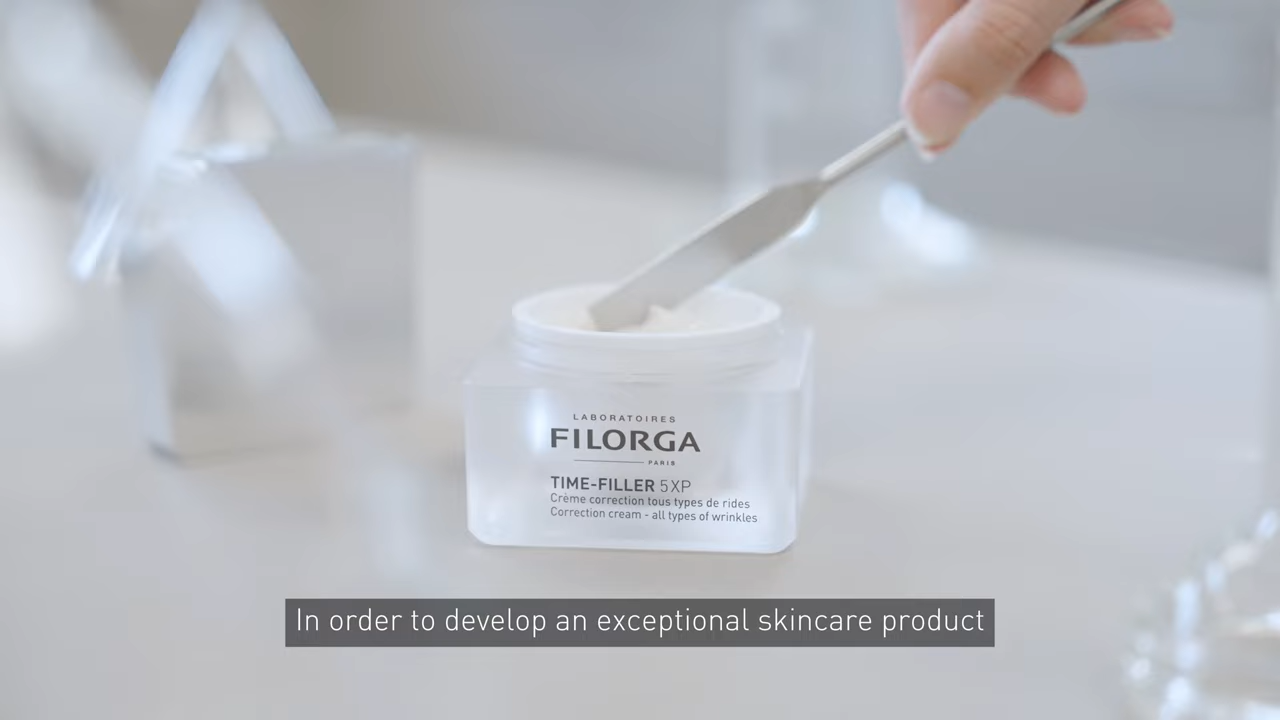 LABORATOIRES
FILORGA
PARIS
TIME-FILLER 5XP
Crème correction tous types de rides
Correction cream - all types of wrinkles
In order to develop an exceptional skincare product